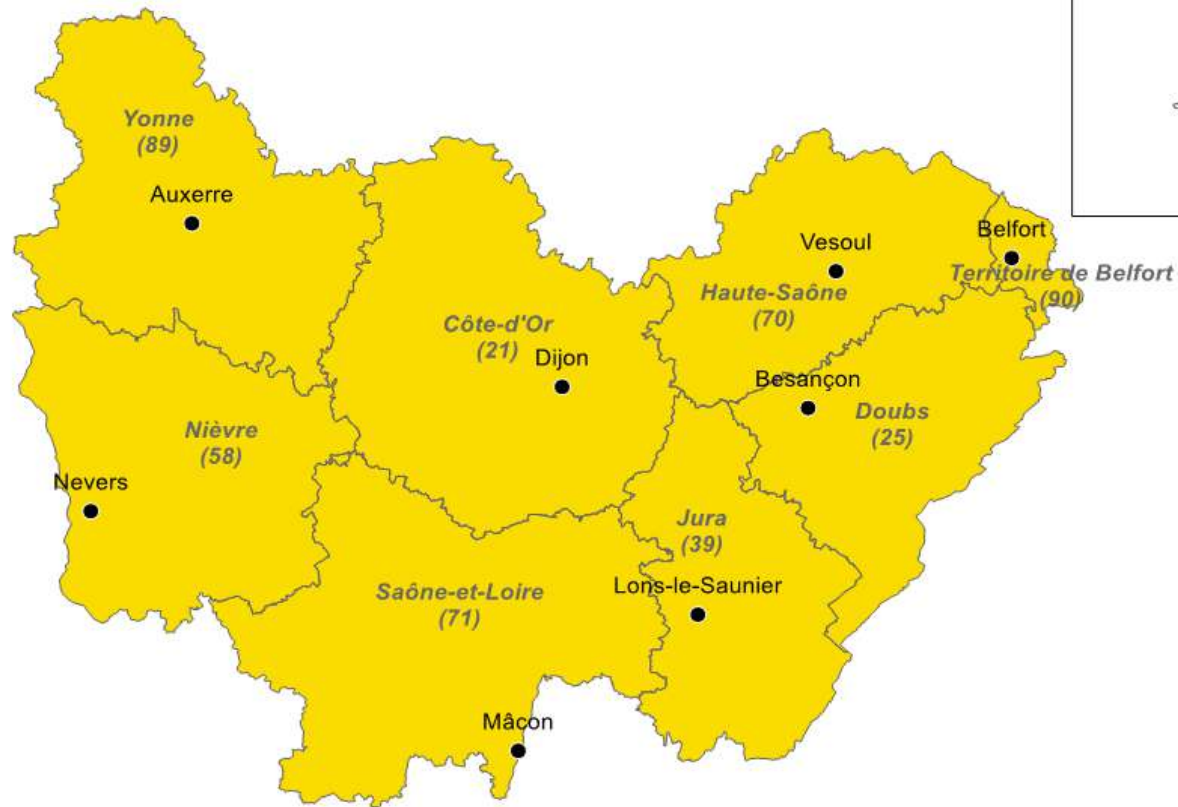 Yonne
(89)
Auxerre
Vesoul
Belfort
Territoire de Belfort
(90)
Haute-Saône
(70)
Côte-d'Or
(21)
Dijon
Besançon
Doubs
(25)
Nièvre
(58)
Nevers
Jura
(39)
Lons-le-Saunier
Saône-et-Loire
(71)
Mâcon